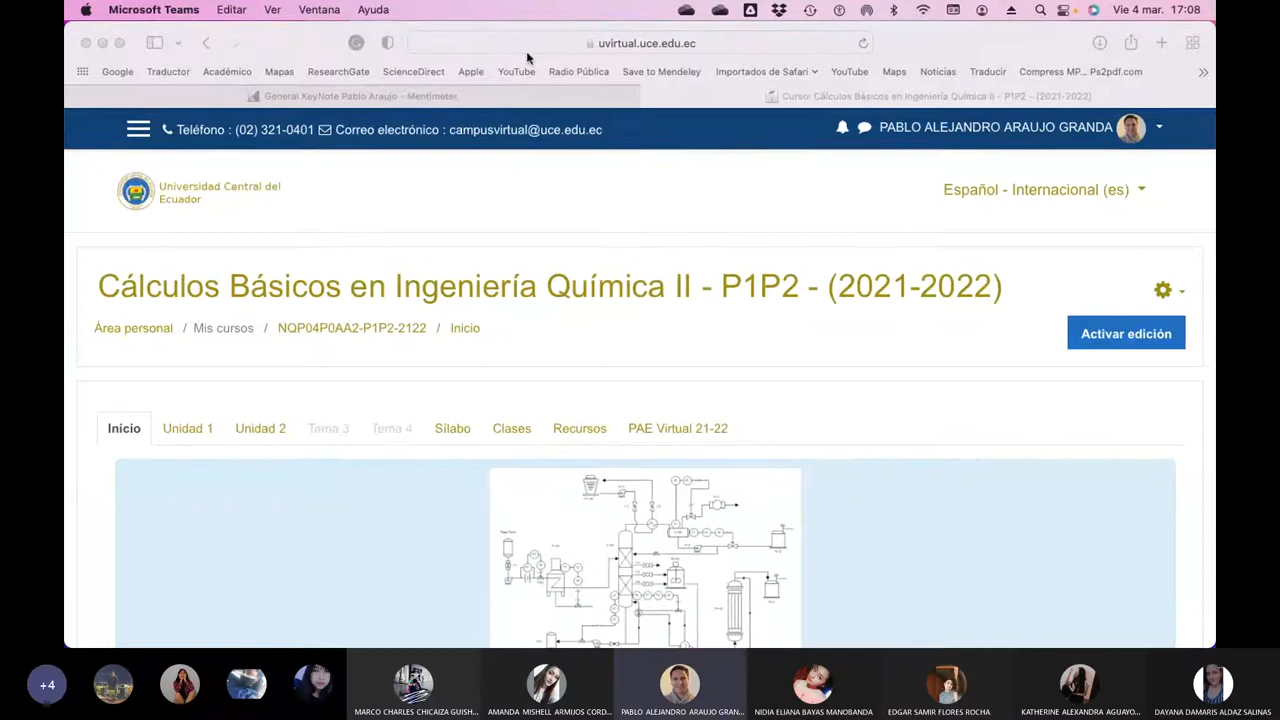 Microsoft Teams Editar Ver Ventana Ayuda Vie 4 mar. 17:08
uvirtual.uce.edu.ec
Google Traductor Académico Mapas ResearchGate ScienceDirect Apple YouTube Radio Pública Save to Mendeley Importados de Safari YouTube Maps Noticias Traducir Compress MP... Ps2pdf.com
General KeyNote Pablo Araujo - Mentimeter Curso: Cálculos Básicos en Ingeniería Química II - P1P2 - (2021-2022)
Teléfono : (02) 321-0401 Correo electrónico : campusvirtual@uce.edu.ec PABLO ALEJANDRO ARAUJO GRANDA
Universidad Central del
Ecuador
Español - Internacional (es)
Cálculos Básicos en Ingeniería Química II - P1P2 - (2021-2022)
Área personal / Mis cursos / NQP04P0AA2-P1P2-2122 / Inicio
Activar edición
Inicio Unidad 1 Unidad 2 Tema 3 Tema 4 Sílabo Clases Recursos PAE Virtual 21-22
+4 MARCO CHARLES CHICAIZA GUISH... AMANDA MISHELL ARMIJOS CORD... PABLO ALEJANDRO ARAUJO GRAN... NIDIA ELIANA BAYAS MANOBANDA EDGAR SAMIR FLORES ROCHA KATHERINE ALEXANDRA AGUAYO... DAYANA DAMARIS ALDAZ SALINAS